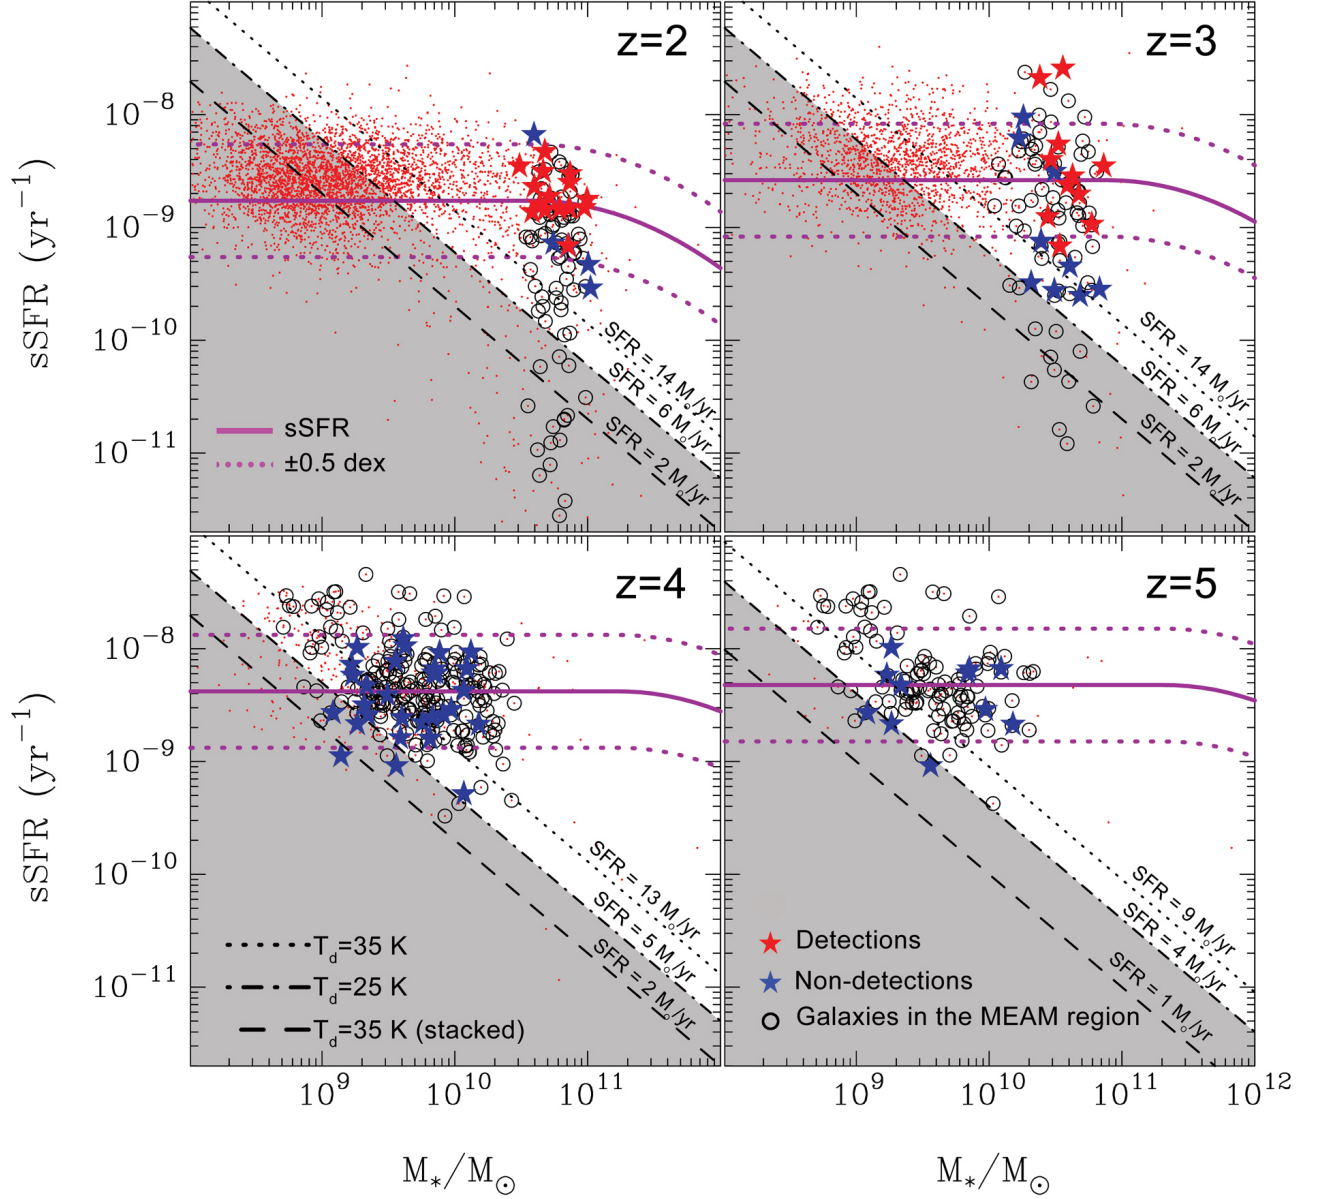 z=2
z=3
10⁻⁸
10⁻⁹
10⁻¹⁰
10⁻¹¹
sSFR (yr⁻¹)
SFR = 14 M☉/yr
SFR = 6 M☉/yr
SFR = 2 M☉/yr
sSFR
±0.5 dex
SFR = 14 M☉/yr
SFR = 6 M☉/yr
SFR = 2 M☉/yr
z=4
z=5
10⁻⁸
10⁻⁹
10⁻¹⁰
10⁻¹¹
sSFR (yr⁻¹)
SFR = 13 M☉/yr
SFR = 5 M☉/yr
SFR = 2 M☉/yr
T_d=35 K
T_d=25 K
T_d=35 K (stacked)
SFR = 9 M☉/yr
SFR = 4 M☉/yr
SFR = 1 M☉/yr
Detections
Non-detections
Galaxies in the MEAM region
10⁹ 10¹⁰ 10¹¹ 10⁹ 10¹⁰ 10¹¹ 10¹²
M*/M☉ M*/M☉